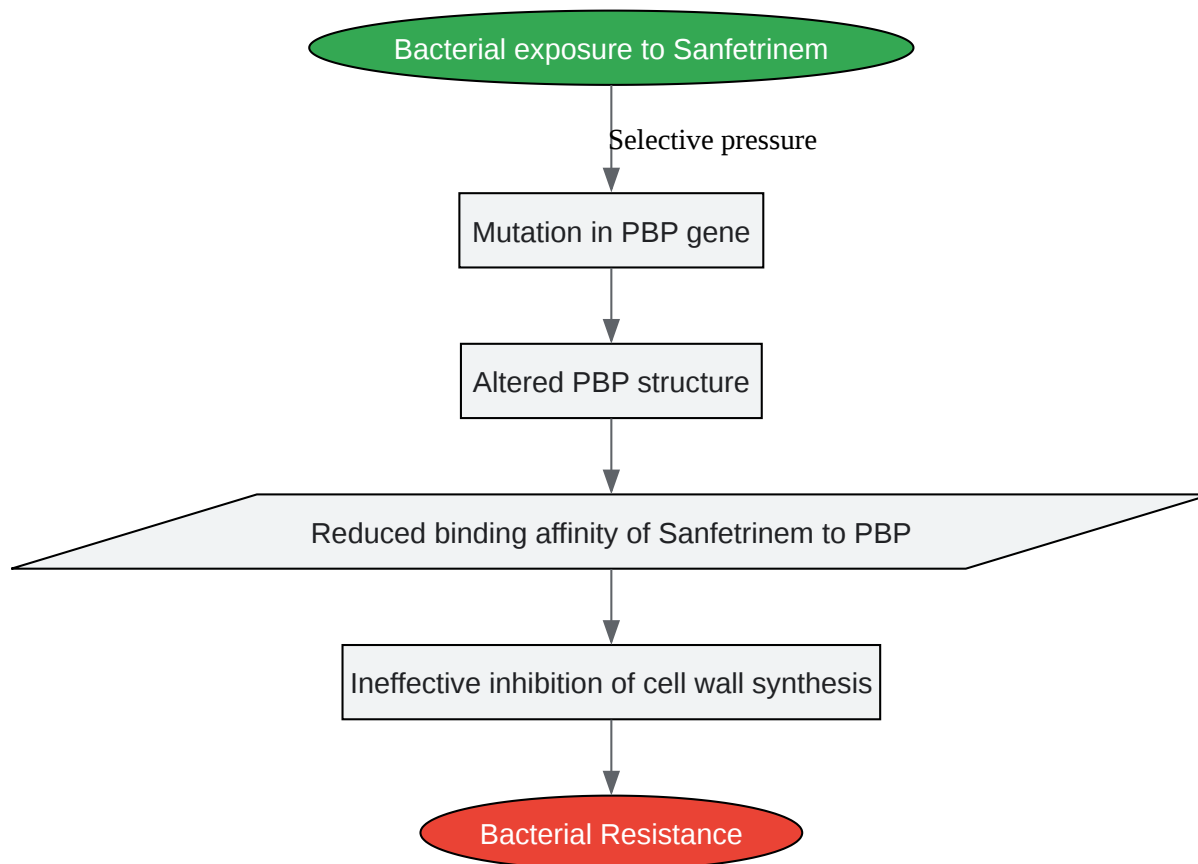 Bacterial exposure to Sanfetrinem
Selective pressure
Mutation in PBP gene
Altered PBP structure
Reduced binding affinity of Sanfetrinem to PBP
Ineffective inhibition of cell wall synthesis
Bacterial Resistance